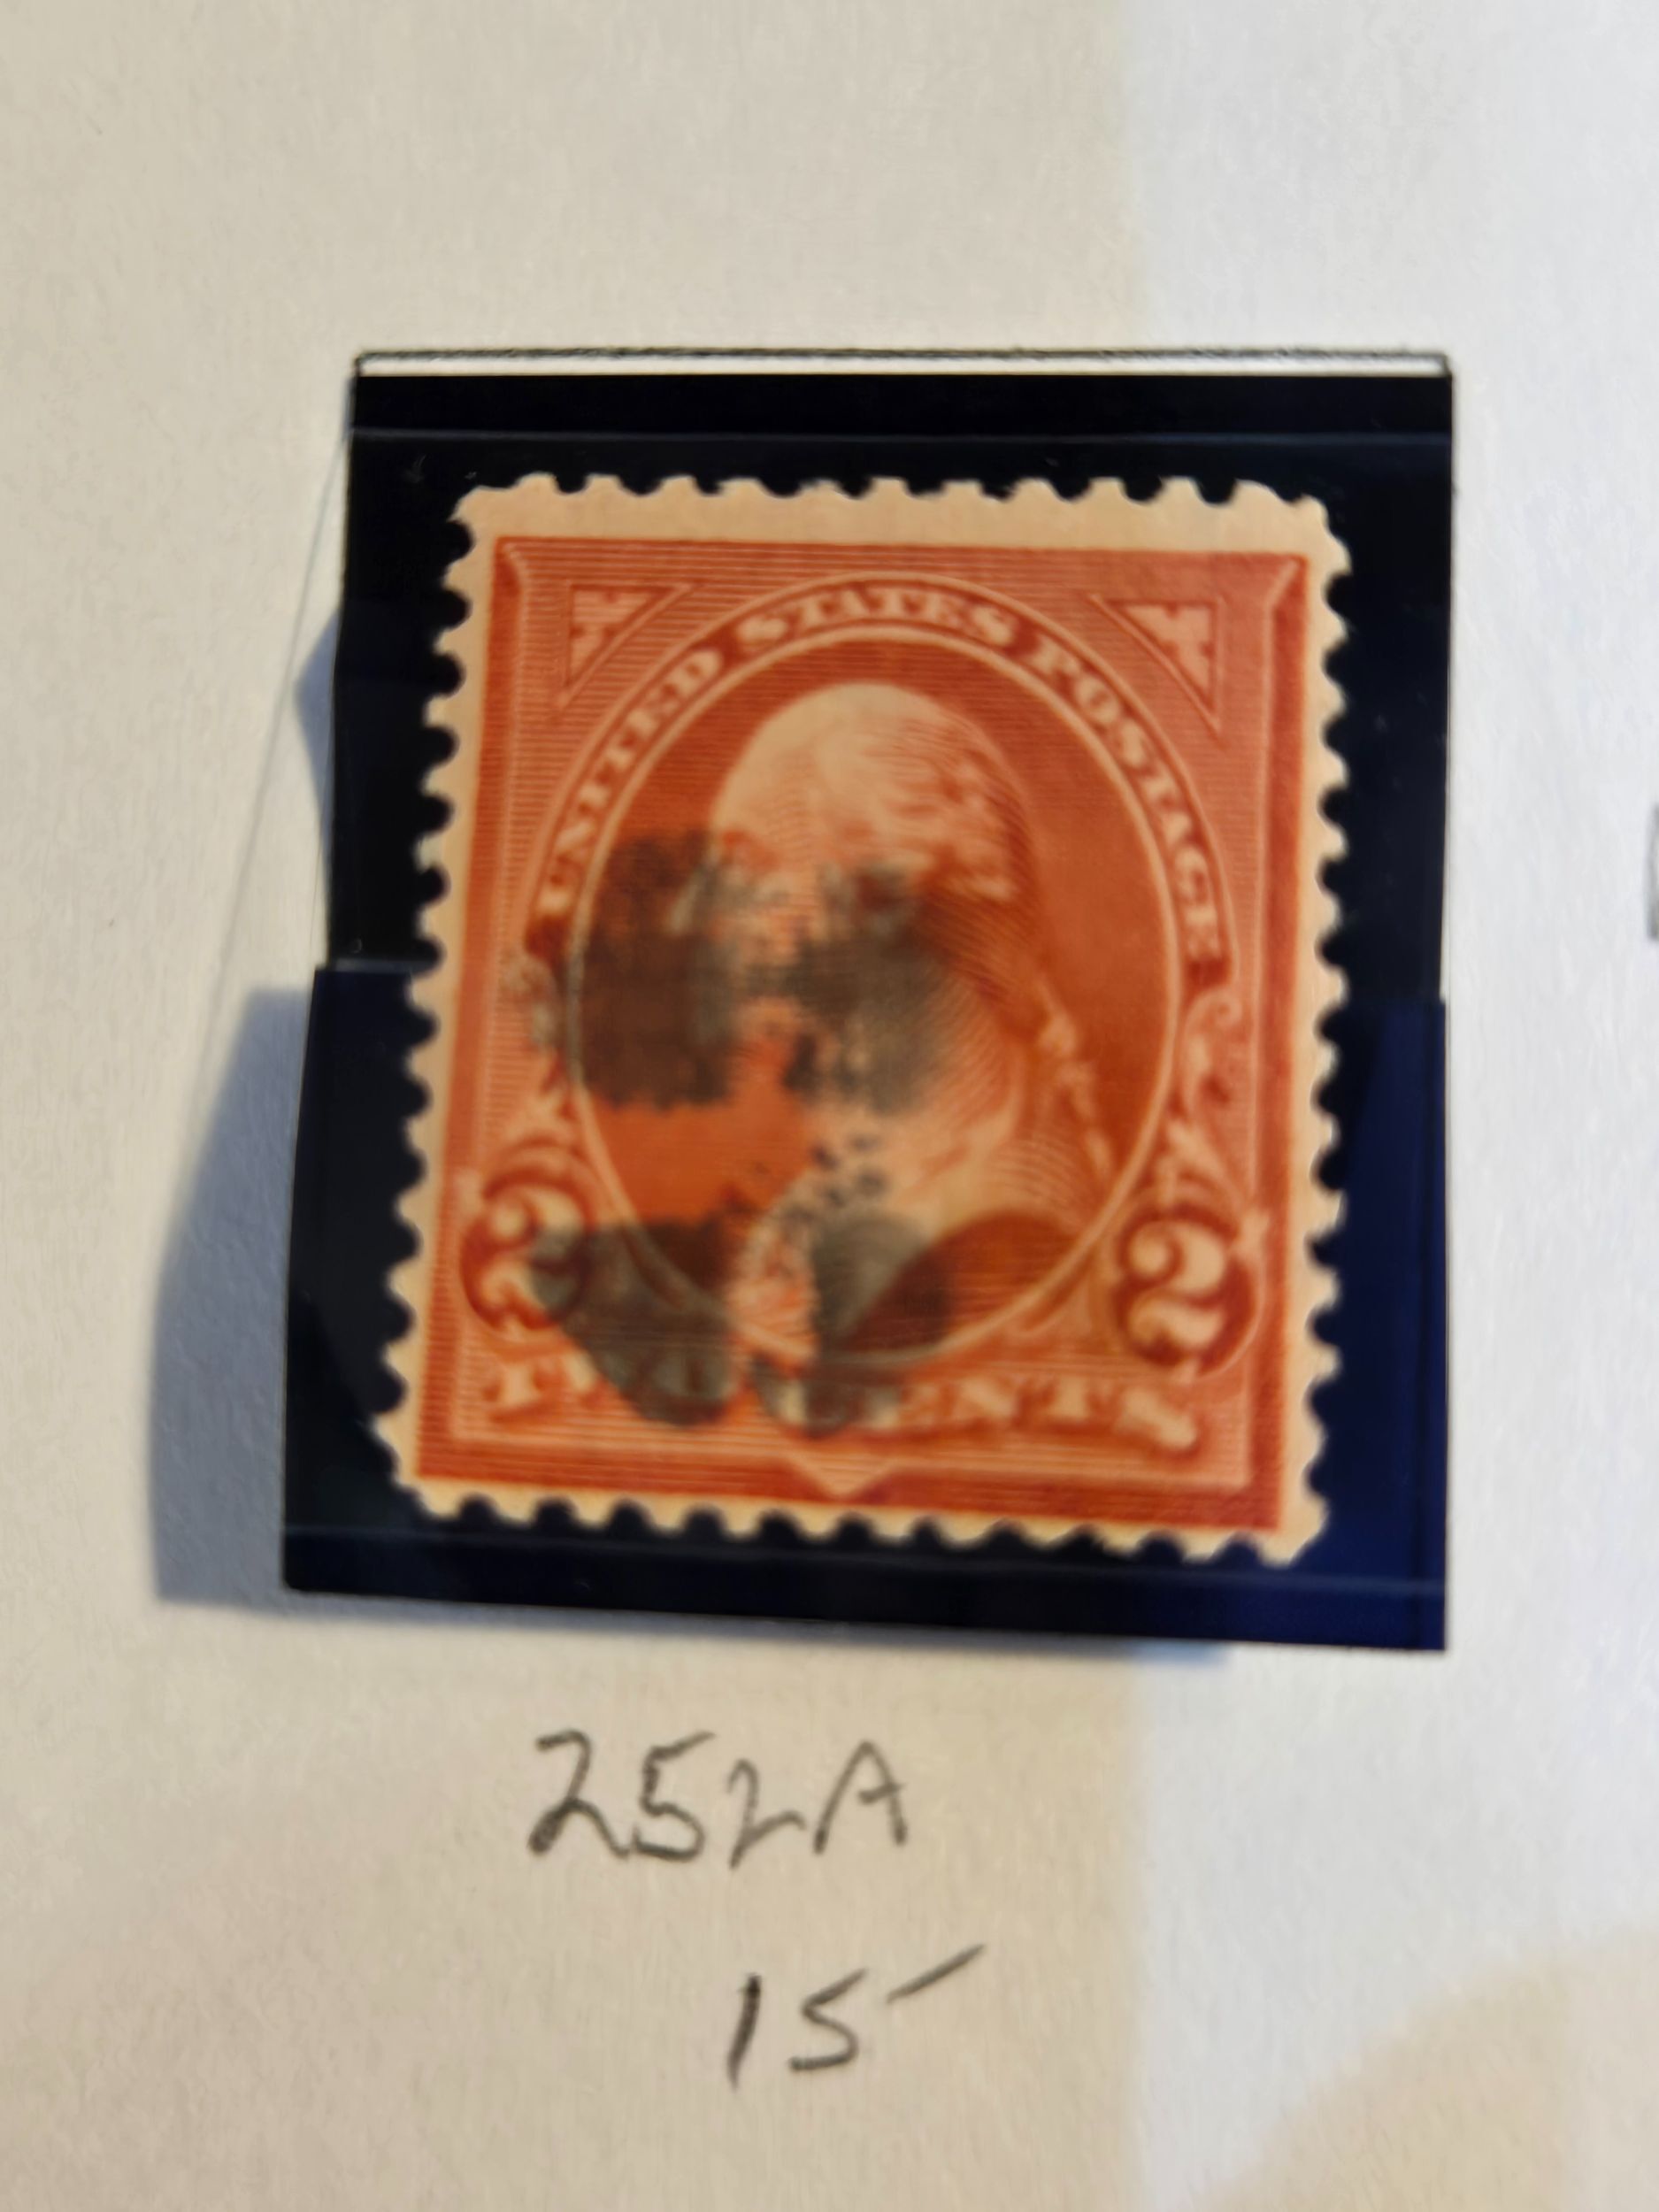 UNITED STATES POSTAGE
2 2
TWO CENTS
252A
15